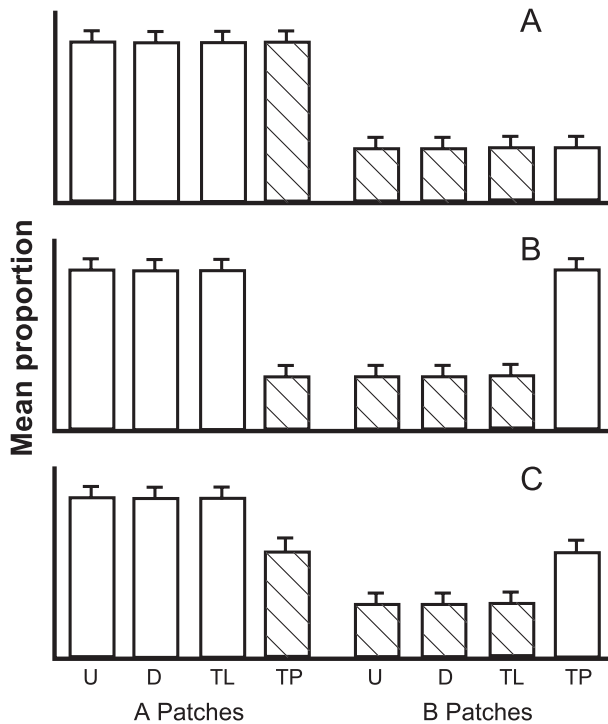 A
B
C
Mean proportion
U D TL TP U D TL TP
A Patches B Patches